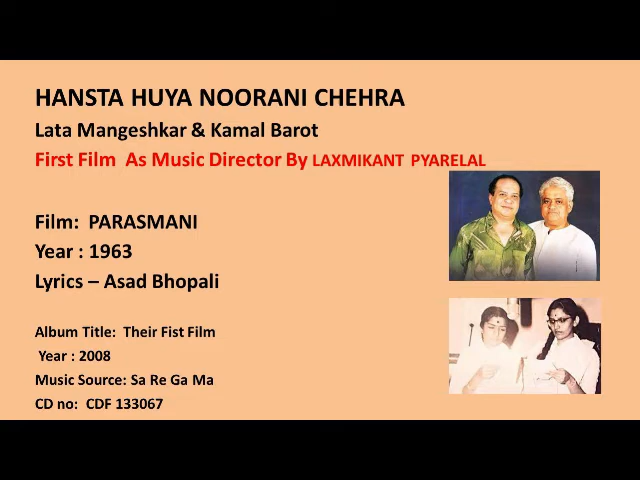 HANSTA HUYA NOORANI CHEHRA
Lata Mangeshkar & Kamal Barot
First Film As Music Director By LAXMIKANT PYARELAL
Film: PARASMANI
Year : 1963
Lyrics – Asad Bhopali
Album Title: Their Fist Film
Year : 2008
Music Source: Sa Re Ga Ma
CD no: CDF 133067